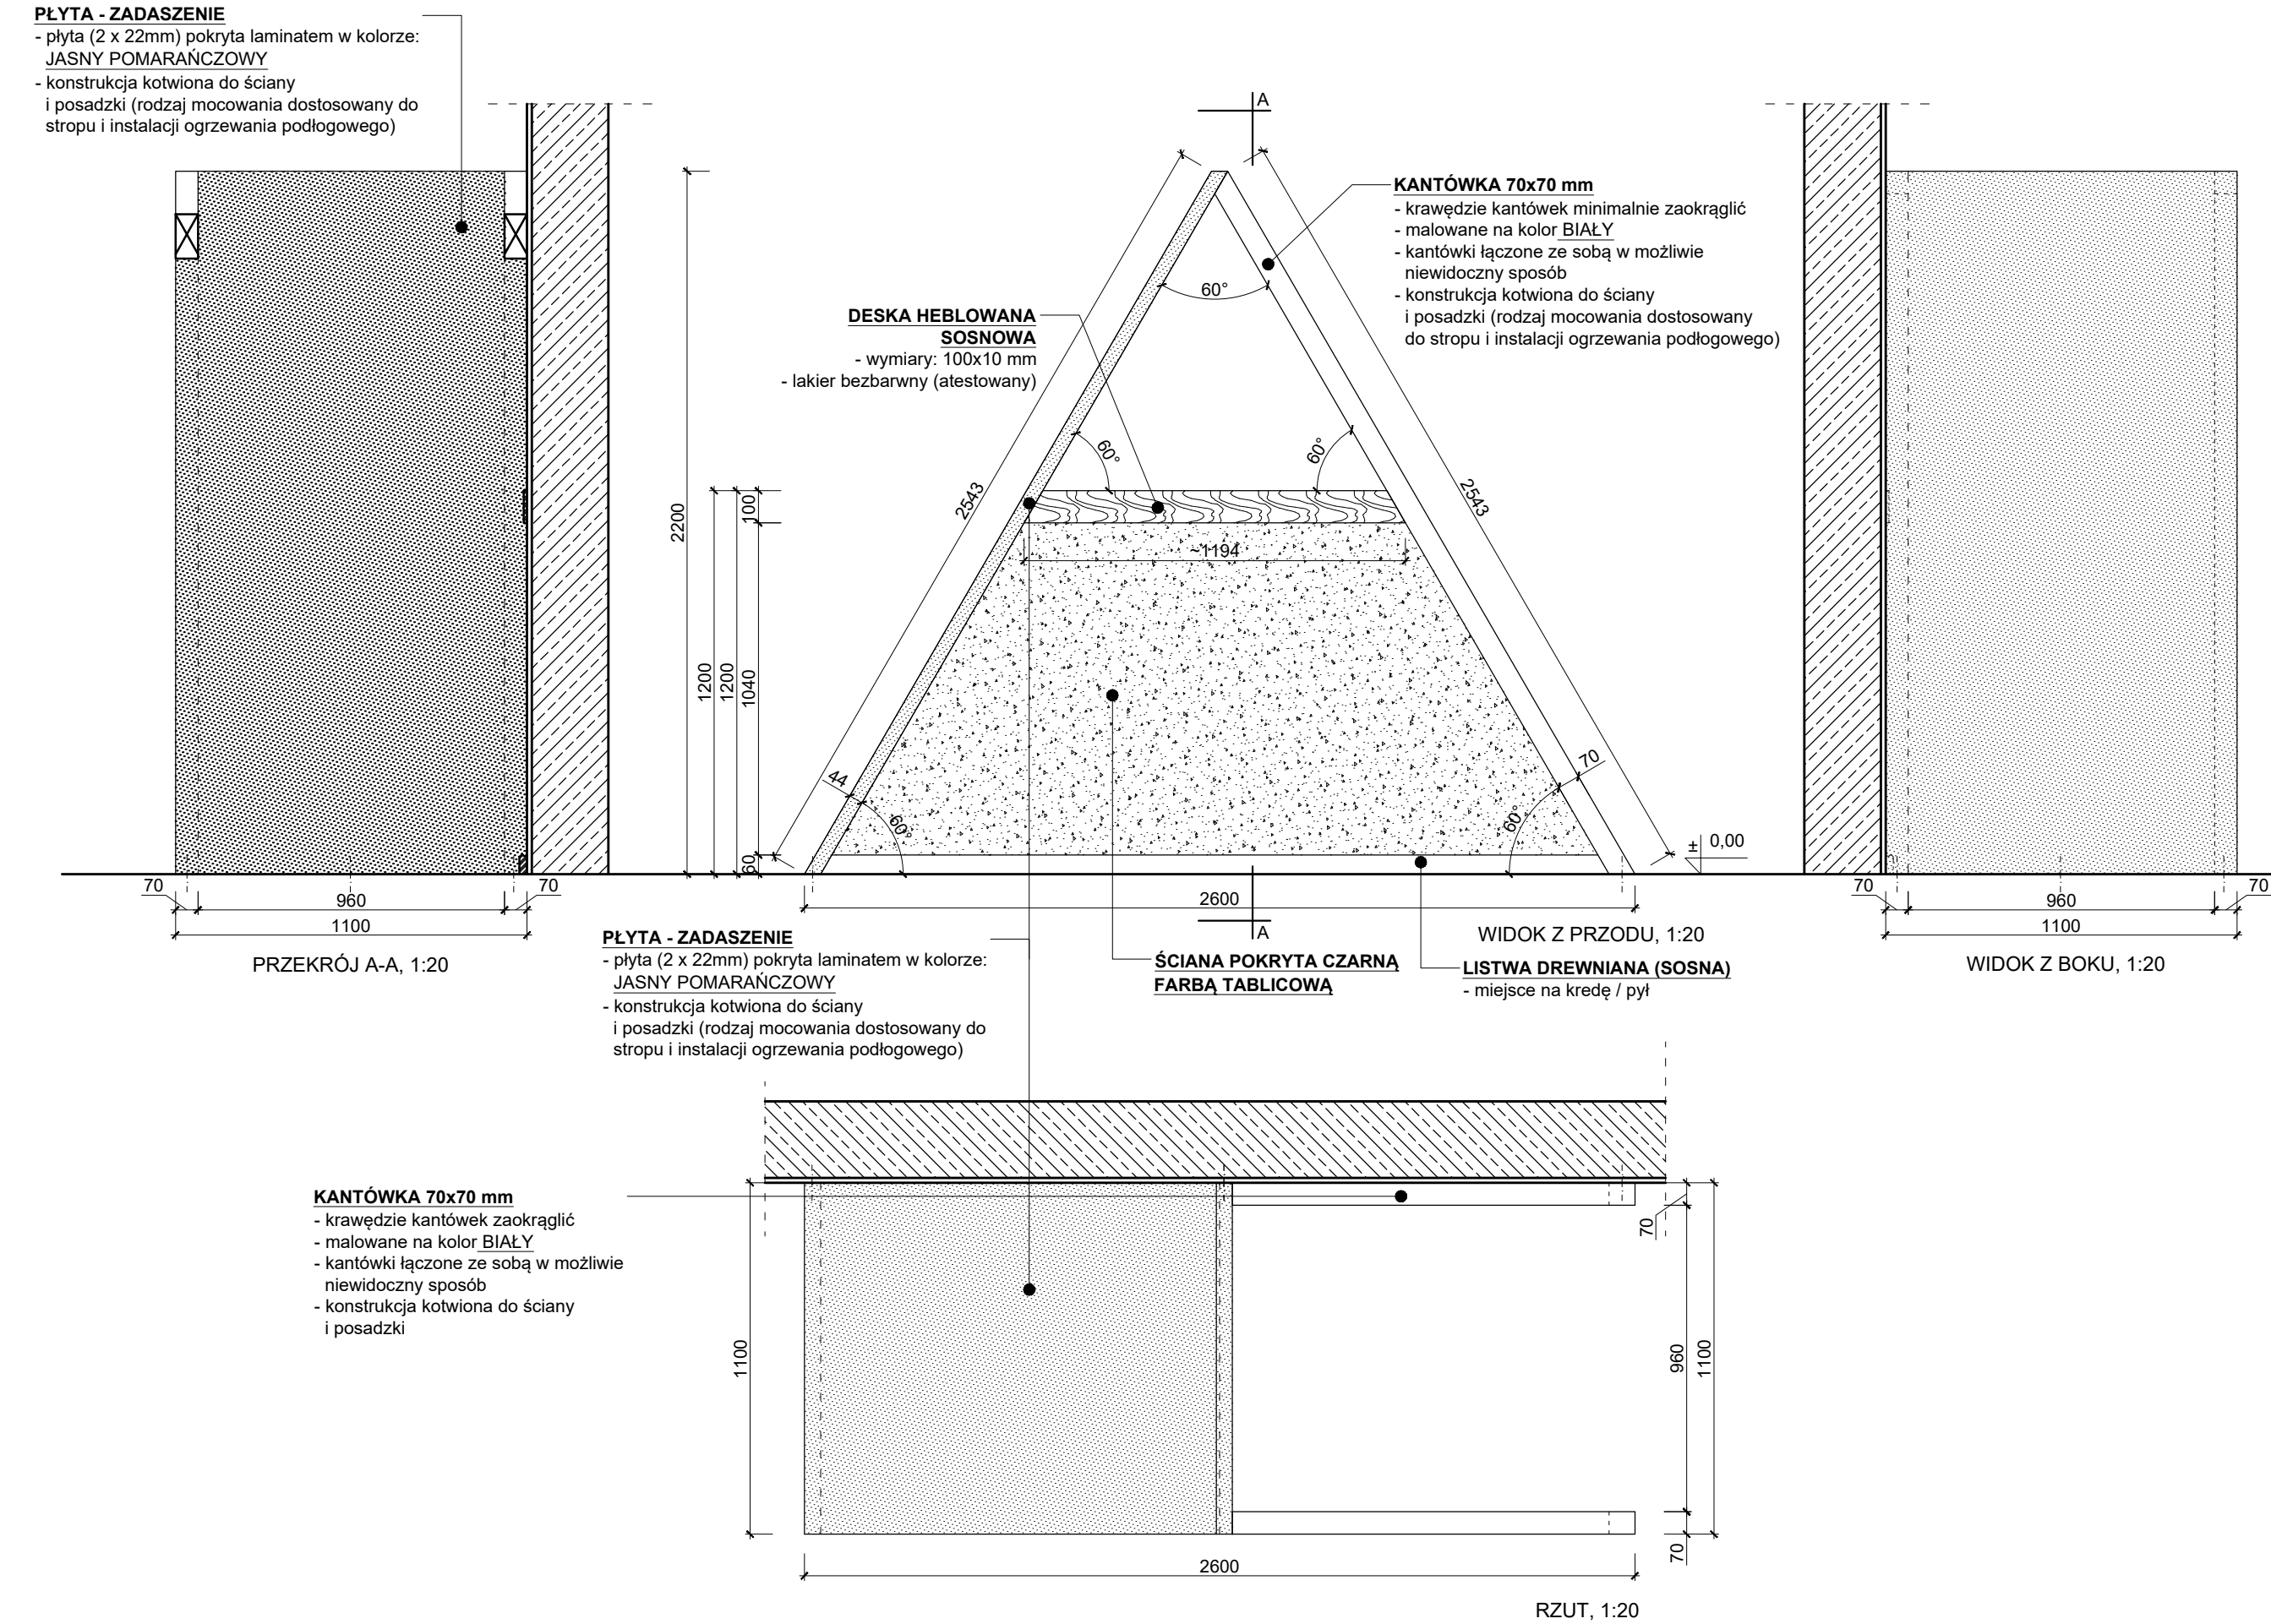 PŁYTA - ZADASZENIE
- płyta (2 x 22mm) pokryta laminatem w kolorze:
JASNY POMARAŃCZOWY
- konstrukcja kotwiona do ściany
i posadzki (rodzaj mocowania dostosowany do
stropu i instalacji ogrzewania podłogowego)
A
KANTÓWKA 70x70 mm
- krawędzie kantówek minimalnie zaokrąglić
- malowane na kolor BIAŁY
- kantówki łączone ze sobą w możliwie
niewidoczny sposób
- konstrukcja kotwiona do ściany
i posadzki (rodzaj mocowania dostosowany
do stropu i instalacji ogrzewania podłogowego)
DESKA HEBLOWANA
SOSNOWA
- wymiary: 100x10 mm
- lakier bezbarwny (atestowany)
60°
60°
60°
2543
2543
2200
100
~1194
1200
1200
1040
44
70
60°
60°
60
± 0,00
70
70
960
1100
2600
A
70
70
960
1100
PRZEKRÓJ A-A, 1:20
WIDOK Z PRZODU, 1:20
WIDOK Z BOKU, 1:20
PŁYTA - ZADASZENIE
- płyta (2 x 22mm) pokryta laminatem w kolorze:
JASNY POMARAŃCZOWY
- konstrukcja kotwiona do ściany
i posadzki (rodzaj mocowania dostosowany do
stropu i instalacji ogrzewania podłogowego)
ŚCIANA POKRYTA CZARNĄ
FARBĄ TABLICOWĄ
LISTWA DREWNIANA (SOSNA)
- miejsce na kredę / pył
KANTÓWKA 70x70 mm
- krawędzie kantówek zaokrąglić
- malowane na kolor BIAŁY
- kantówki łączone ze sobą w możliwie
niewidoczny sposób
- konstrukcja kotwiona do ściany
i posadzki
70
1100
960
1100
70
2600
RZUT, 1:20